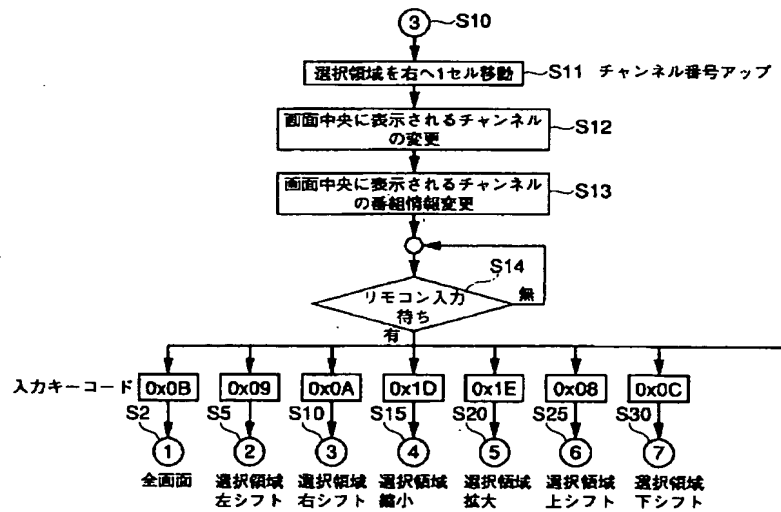 ③ S10
選択領域を右へ1セル移動 S11 チャンネル番号アップ
画面中央に表示されるチャンネル
の変更
S12
画面中央に表示されるチャンネル
の番組情報変更
S13
S14
リモコン入力
待ち
無
有
入力キーコード 0x0B 0x09 0x0A 0x1D 0x1E 0x08 0x0C
S2 S5 S10 S15 S20 S25 S30
① ② ③ ④ ⑤ ⑥ ⑦
全画面 選択領域 選択領域 選択領域 選択領域 選択領域 選択領域
左シフト 右シフト 縮小 拡大 上シフト 下シフト